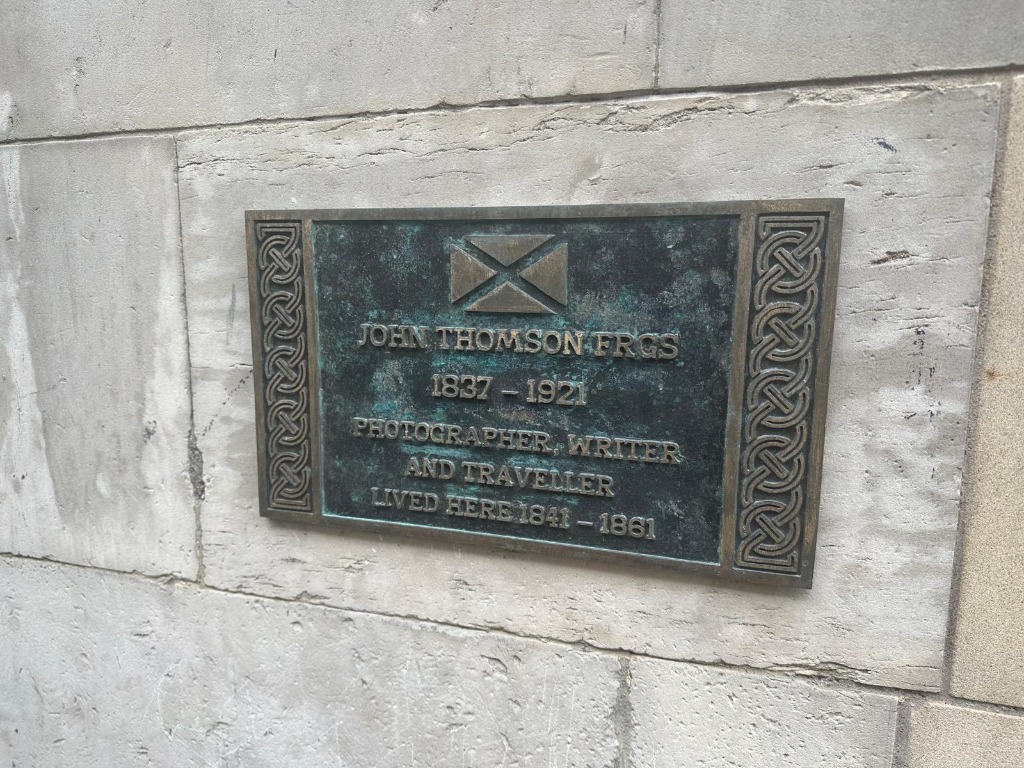 JOHN THOMSON FRGS
1837 – 1921
PHOTOGRAPHER, WRITER
AND TRAVELLER
LIVED HERE 1841 – 1861